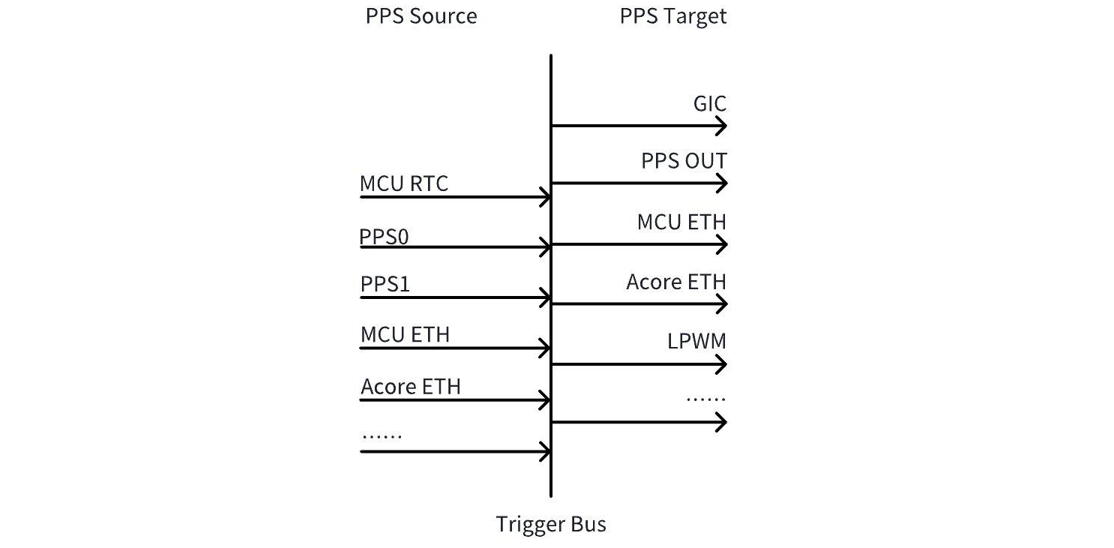 PPS Source
PPS Target
GIC
PPS OUT
MCU RTC
MCU ETH
PPS0
Acore ETH
PPS1
LPWM
MCU ETH
Acore ETH
......
......
Trigger Bus